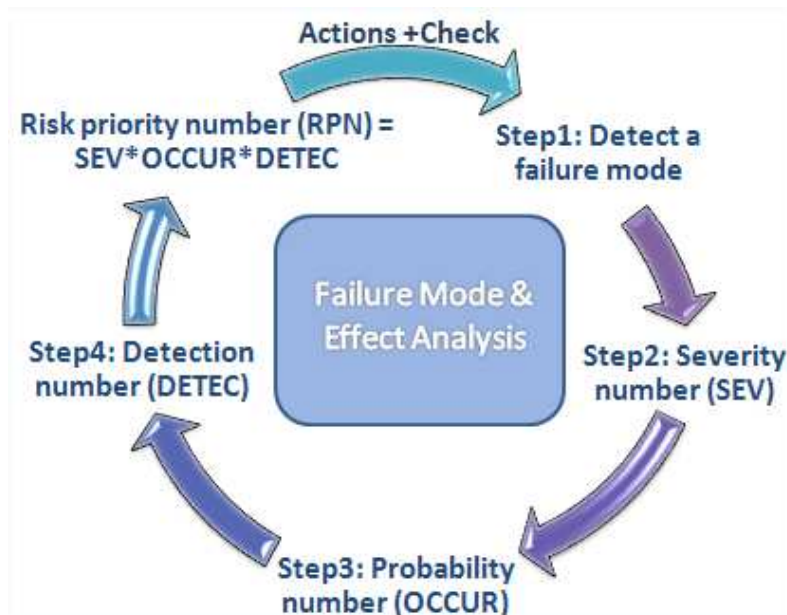 Actions +Check
Risk priority number (RPN) =
SEV*OCCUR*DETEC
Step1: Detect a
failure mode
Failure Mode &
Effect Analysis
Step2: Severity
number (SEV)
Step3: Probability
number (OCCUR)
Step4: Detection
number (DETEC)